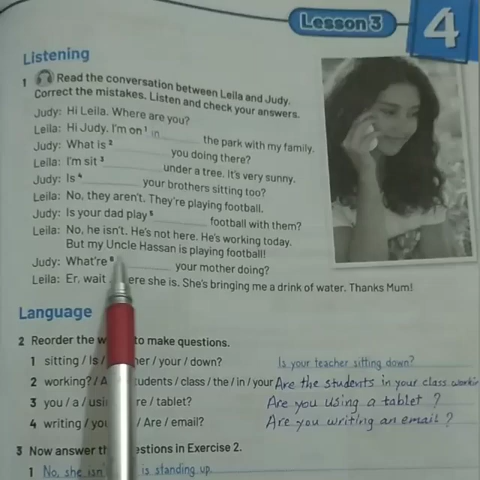 Lesson 3
4
Listening
1 Read the conversation between Leila and Judy.
Correct the mistakes. Listen and check your answers.
Judy: Hi Leila. Where are you?
Leila: Hi Judy. I'm on ¹ in the park with my family.
Judy: What is ² you doing there?
Leila: I'm sit ³ under a tree. It's very sunny.
Judy: Is ⁴ your brothers sitting too?
Leila: No, they aren't. They're playing football.
Judy: Is your dad play ⁵ football with them?
Leila: No, he isn't. He's not here. He's working today.
But my Uncle Hassan is playing football!
Judy: What're ⁶ your mother doing?
Leila: Er, wait ere she is. She's bringing me a drink of water. Thanks Mum!
Language
2 Reorder the w to make questions.
1 sitting / Is / her / your / down? Is your teacher sitting down?
2 working? / A udents / class / the / in / your Are the students in your class workin
3 you / a / usi re / tablet? Are you using a tablet ?
4 writing / you / Are / email? Are you writing an email ?
3 Now answer th estions in Exercise 2.
1 No, she isn' is standing up.